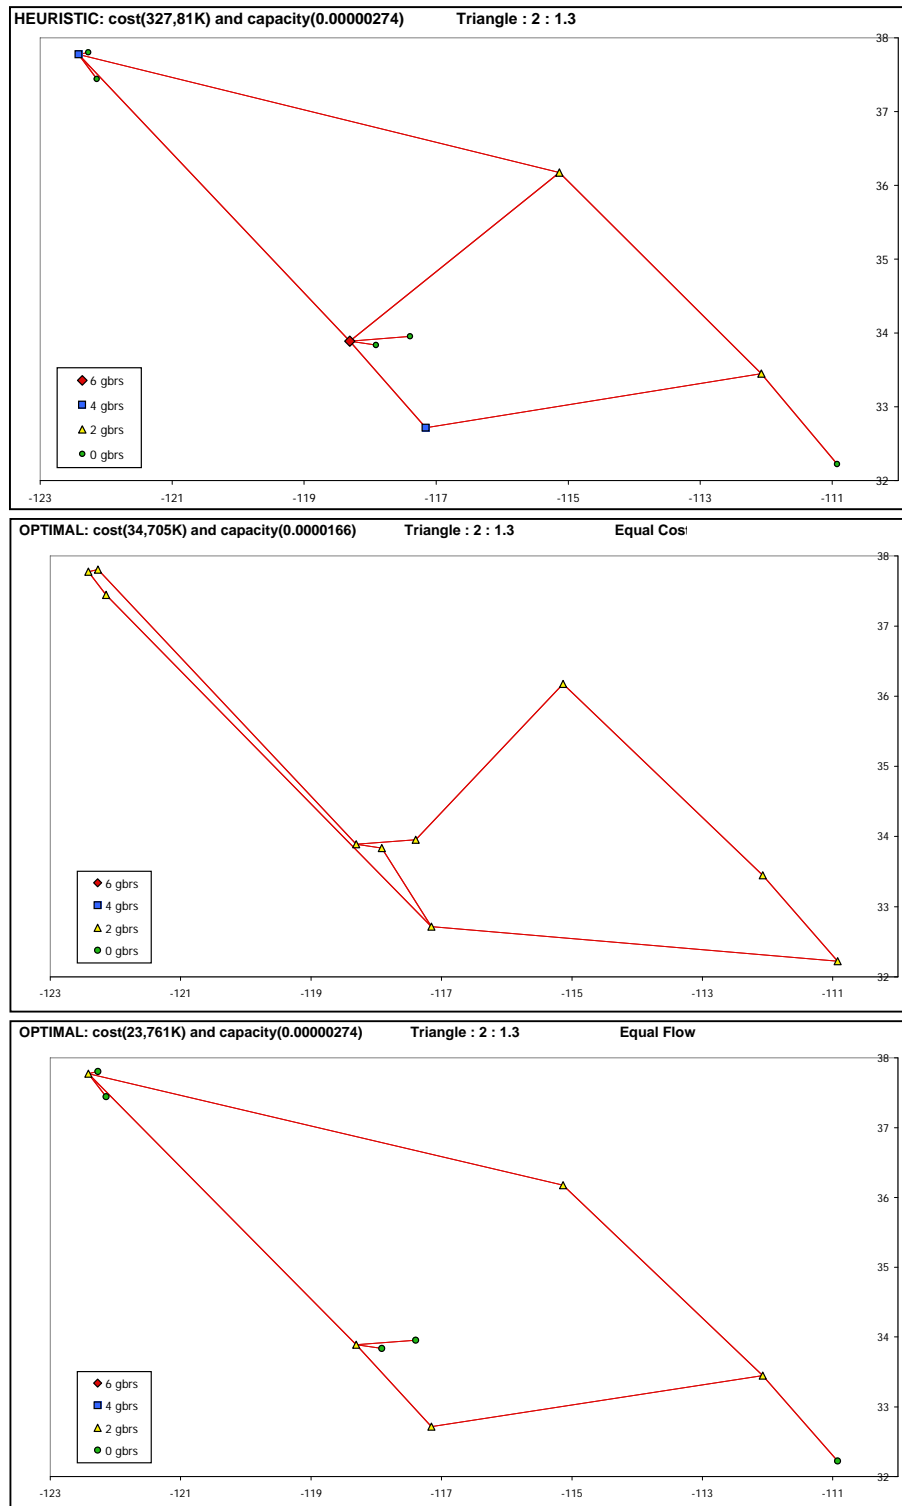 HEURISTIC: cost(327,81K) and capacity(0.00000274) Triangle : 2 : 1.3
38
37
36
35
34
33
32
6 gbrs
4 gbrs
2 gbrs
0 gbrs
-123 -121 -119 -117 -115 -113 -111
OPTIMAL: cost(34,705K) and capacity(0.0000166) Triangle : 2 : 1.3 Equal Cost
38
37
36
35
34
33
32
6 gbrs
4 gbrs
2 gbrs
0 gbrs
-123 -121 -119 -117 -115 -113 -111
OPTIMAL: cost(23,761K) and capacity(0.00000274) Triangle : 2 : 1.3 Equal Flow
38
37
36
35
34
33
32
6 gbrs
4 gbrs
2 gbrs
0 gbrs
-123 -121 -119 -117 -115 -113 -111